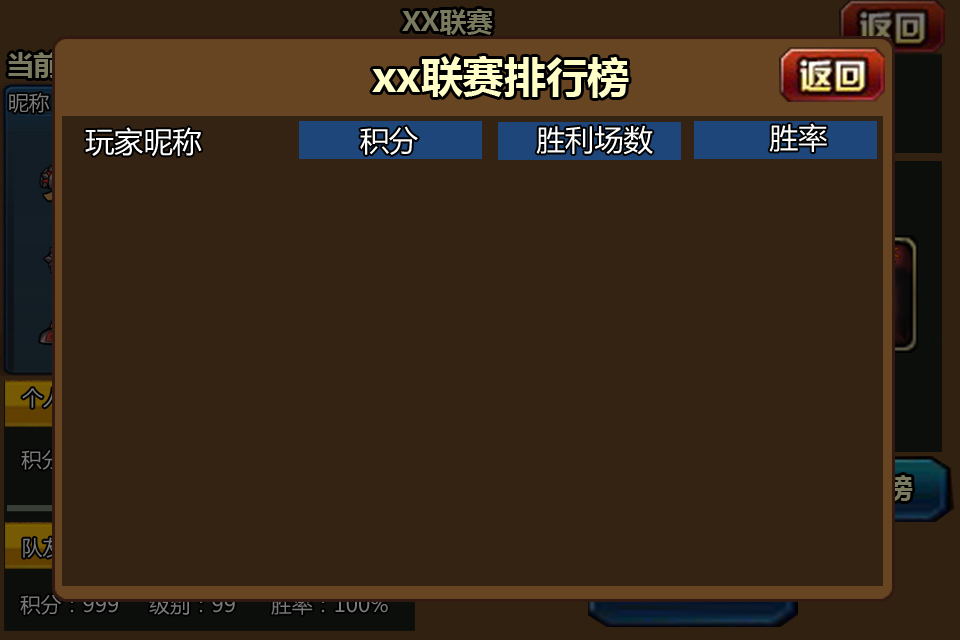 XX联赛
返回
当前
xx联赛排行榜
返回
昵称
玩家昵称 积分 胜利场数 胜率
个人
积分
榜
队友
积分：999 级别：99 胜率：100%